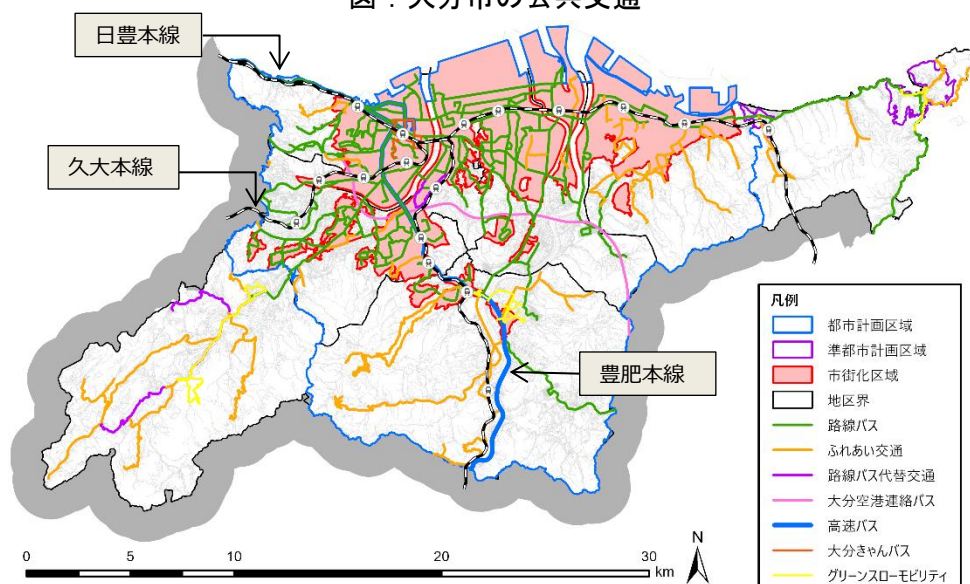 図：大分市の公共交通
日豊本線
久大本線
豊肥本線
凡例
都市計画区域
準都市計画区域
市街化区域
地区界
路線バス
ふれあい交通
路線バス代替交通
大分空港連絡バス
高速バス
大分きゃんバス
グリーンスローモビリティ
N
0 5 10 20 30 km